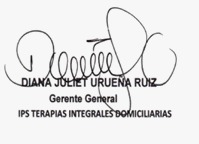 DIANA JULIET URUEÑA RUIZ
Gerente General
IPS TERAPIAS INTEGRALES DOMICILIARIAS